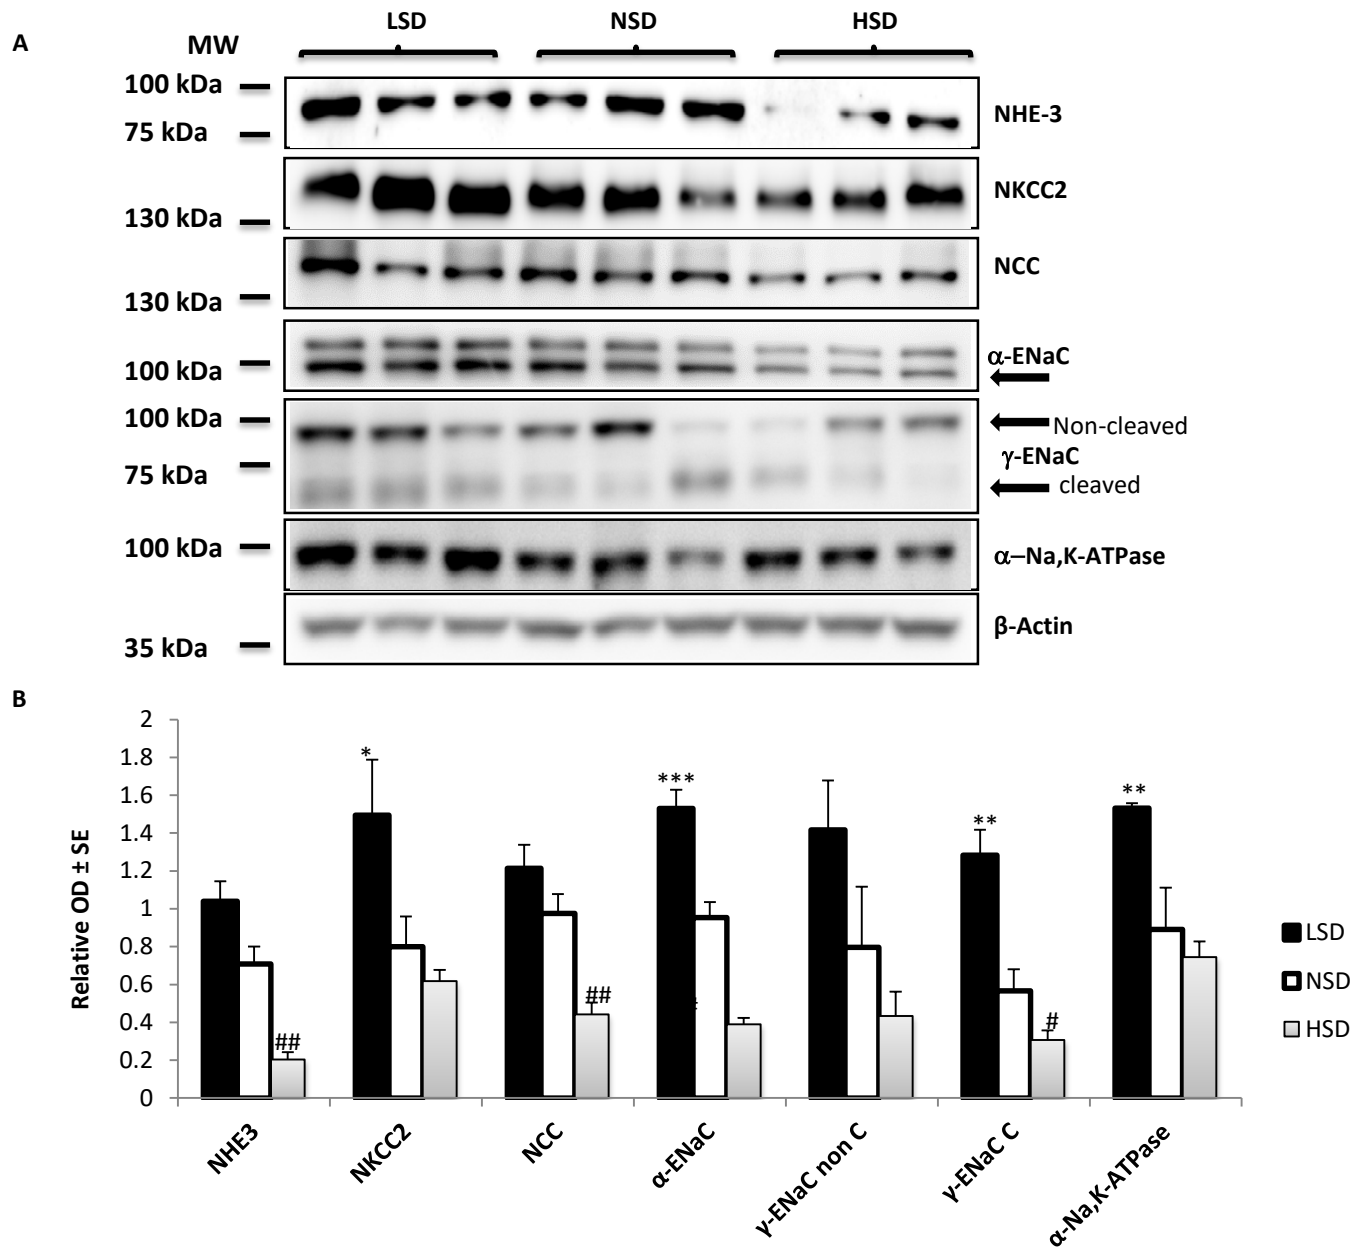 A
MW
LSD NSD HSD
100 kDa
75 kDa
NHE-3
130 kDa
NKCC2
130 kDa
NCC
100 kDa
α-ENaC
100 kDa
Non-cleaved
75 kDa
γ-ENaC
cleaved
100 kDa
α–Na,K-ATPase
35 kDa
β-Actin
B
Relative OD ± SE
2
1.8
1.6
1.4
1.2
1
0.8
0.6
0.4
0.2
0
##
*
##
***
**
#
**
NHE3 NKCC2 NCC α-ENaC γ-ENaC non C γ-ENaC C α-Na,K-ATPase
LSD
NSD
HSD